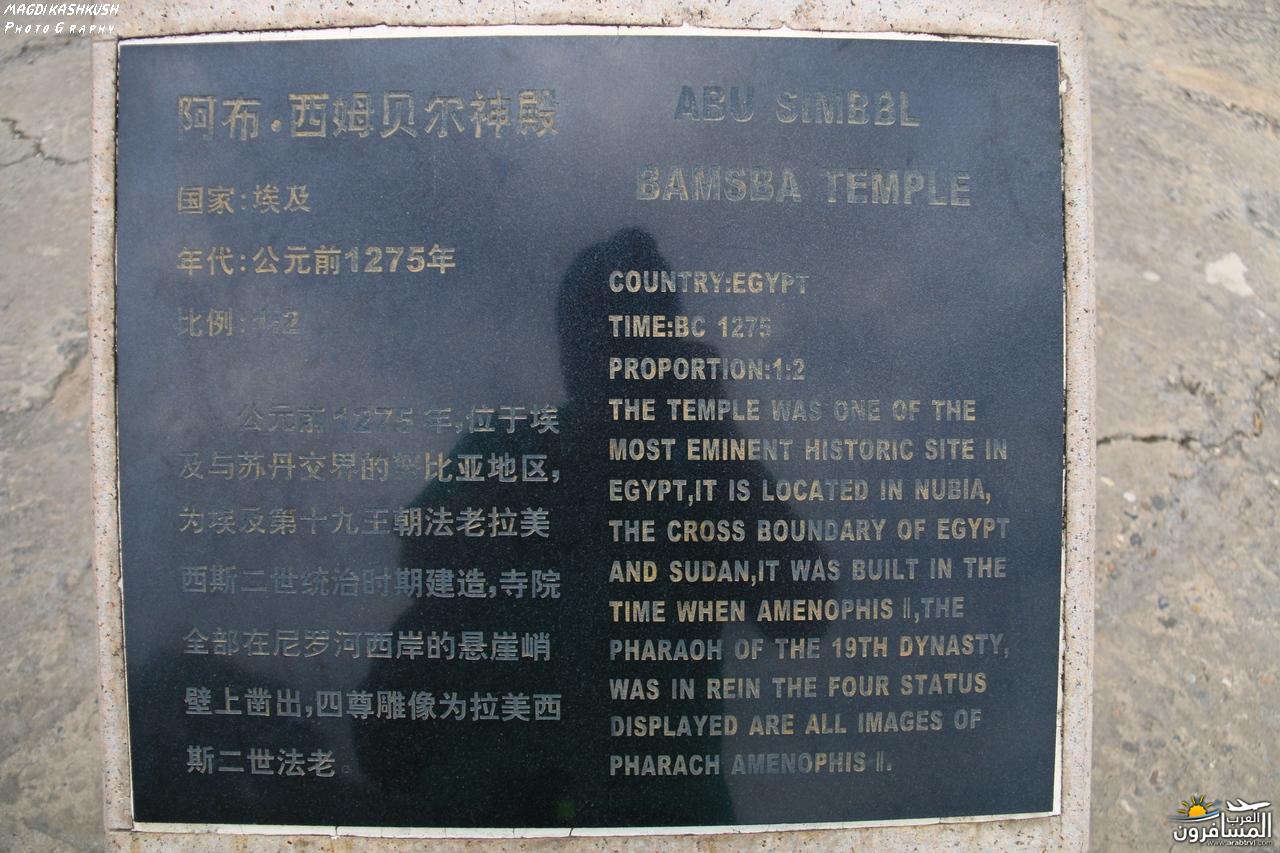 MAGDI KASHKUSH
PHOTOGRAPHY
阿布·西姆贝尔神殿
国家:埃及
年代:公元前1275年
比例:1:2
公元前1275年,位于埃
及与苏丹交界的努比亚地区,
为埃及第十九王朝法老拉美
西斯二世统治时期建造,寺院
全部在尼罗河西岸的悬崖峭
壁上凿出,四尊雕像为拉美西
斯二世法老。
ABU SIMBBL
BAMSBA TEMPLE
COUNTRY:EGYPT
TIME:BC 1275
PROPORTION:1:2
THE TEMPLE WAS ONE OF THE
MOST EMINENT HISTORIC SITE IN
EGYPT,IT IS LOCATED IN NUBIA,
THE CROSS BOUNDARY OF EGYPT
AND SUDAN,IT WAS BUILT IN THE
TIME WHEN AMENOPHIS Ⅱ,THE
PHARAOH OF THE 19TH DYNASTY,
WAS IN REIN THE FOUR STATUS
DISPLAYED ARE ALL IMAGES OF
PHARACH AMENOPHIS Ⅱ.
العرب
المسافرون
www.arabtrvl.com